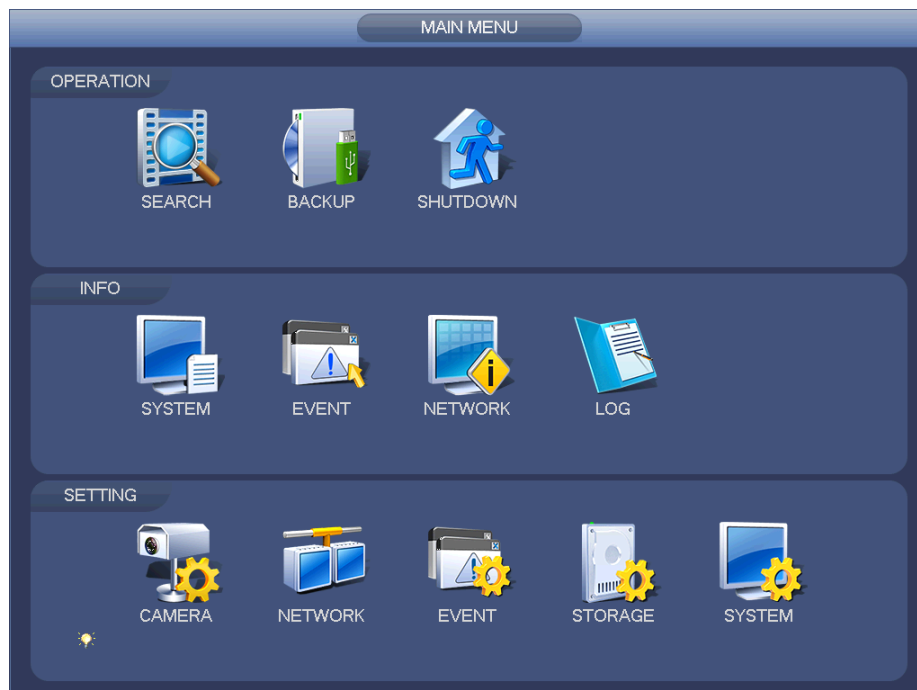 MAIN MENU
OPERATION
SEARCH BACKUP SHUTDOWN
INFO
SYSTEM EVENT NETWORK LOG
SETTING
CAMERA NETWORK EVENT STORAGE SYSTEM